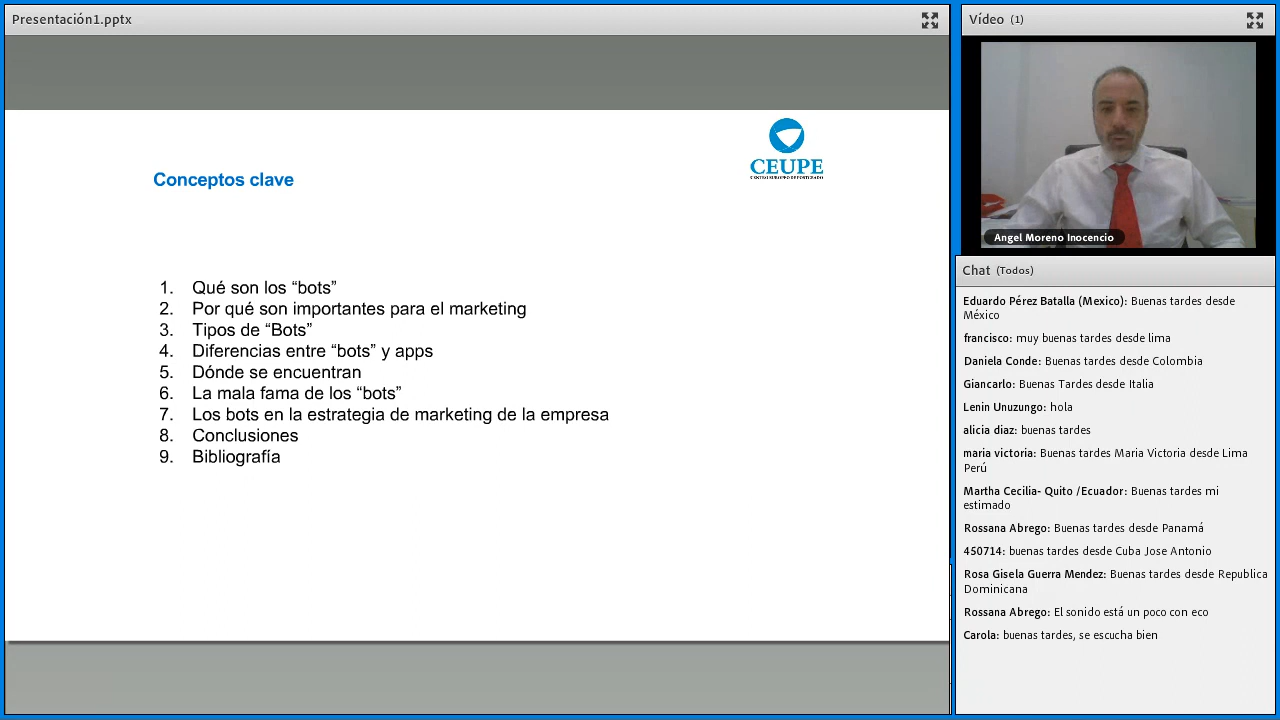 Presentación1.pptx
CEUPE
CENTRO EUROPEO DE POSTGRADO
Conceptos clave
1. Qué son los “bots”
2. Por qué son importantes para el marketing
3. Tipos de “Bots”
4. Diferencias entre “bots” y apps
5. Dónde se encuentran
6. La mala fama de los “bots”
7. Los bots en la estrategia de marketing de la empresa
8. Conclusiones
9. Bibliografía
Vídeo (1)
Angel Moreno Inocencio
Chat (Todos)
Eduardo Pérez Batalla (Mexico): Buenas tardes desde
México
francisco: muy buenas tardes desde lima
Daniela Conde: Buenas tardes desde Colombia
Giancarlo: Buenas Tardes desde Italia
Lenin Unuzungo: hola
alicia diaz: buenas tardes
maria victoria: Buenas tardes Maria Victoria desde Lima
Perú
Martha Cecilia- Quito /Ecuador: Buenas tardes mi
estimado
Rossana Abrego: Buenas tardes desde Panamá
450714: buenas tardes desde Cuba Jose Antonio
Rosa Gisela Guerra Mendez: Buenas tardes desde Republica
Dominicana
Rossana Abrego: El sonido está un poco con eco
Carola: buenas tardes, se escucha bien